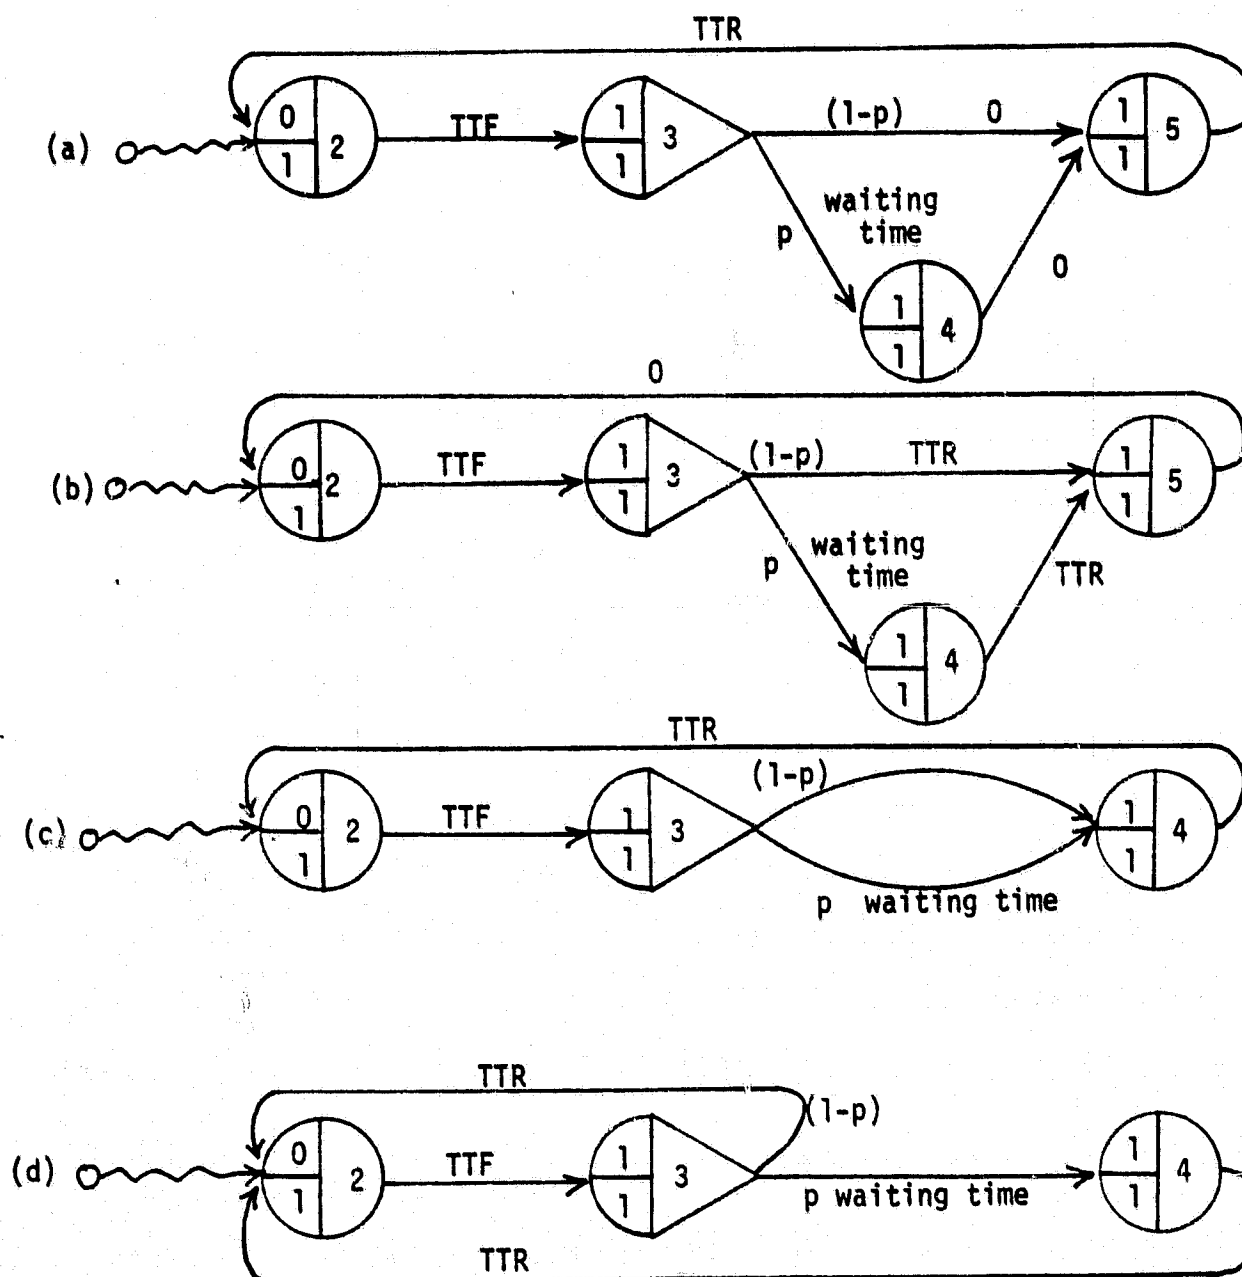 TTR
(a) 0 1 2 TTF 1 1 3 (1-p) 0 1 1 5
p waiting time 1 1 4 0
0
(b) 0 1 2 TTF 1 1 3 (1-p) TTR 1 1 5
p waiting time 1 1 4 TTR
TTR
(c) 0 1 2 TTF 1 1 3 (1-p) 1 1 4
p waiting time
TTR
(d) 0 1 2 TTF 1 1 3 (1-p) 1 1 4
p waiting time
TTR